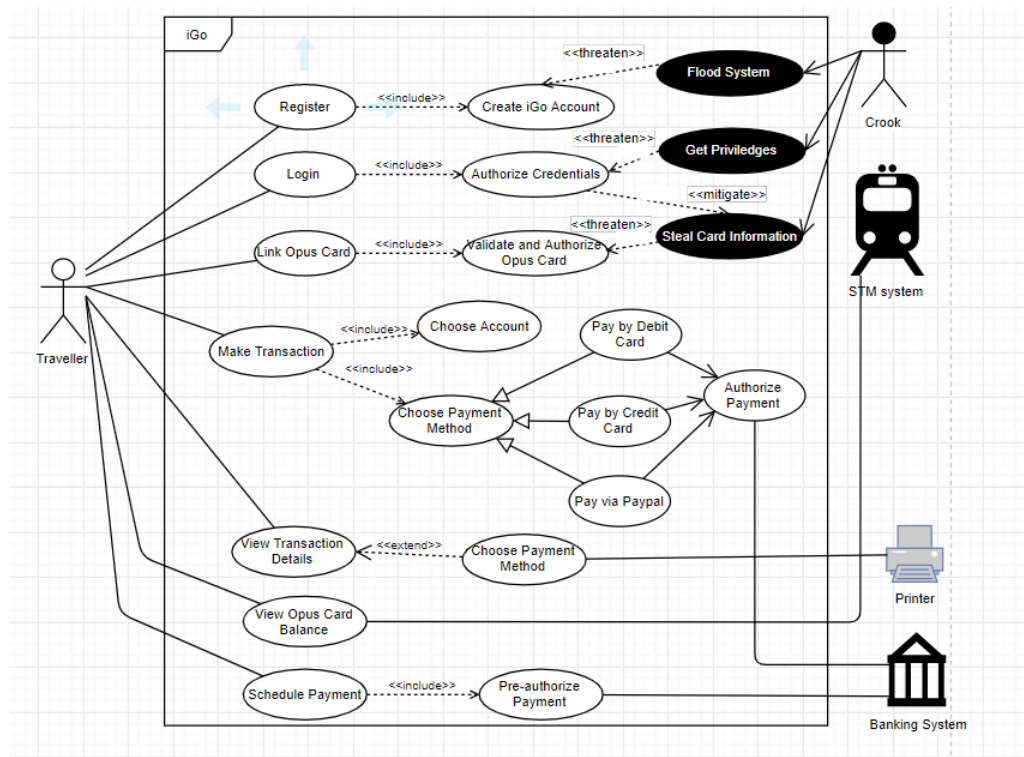 iGo
<<threaten>>
Flood System
Register
<<include>>
Create iGo Account
Crook
<<threaten>>
Get Priviledges
Login
<<include>>
Authorize Credentials
<<mitigate>>
<<threaten>>
Steal Card Information
Link Opus Card
<<include>>
Validate and Authorize
Opus Card
STM system
Traveller
Make Transaction
<<include>>
Choose Account
<<include>>
Pay by Debit
Card
Choose Payment
Method
Pay by Credit
Card
Authorize
Payment
Pay via Paypal
View Transaction
Details
<<extend>>
Choose Payment
Method
Printer
View Opus Card
Balance
Schedule Payment
<<include>>
Pre-authorize
Payment
Banking System